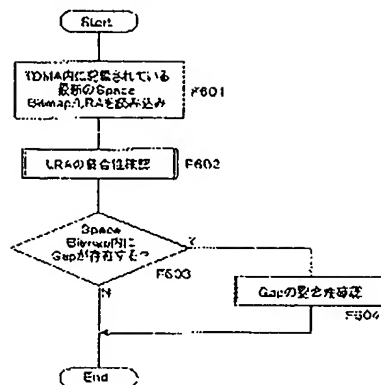 Start
TDMA内に記載されている
最新のSpace
Bitmap/LRAを読み込み
F601
LRAの整合性確認
F602
Space
Bitmap内に
Gapが存在する?
Y
F603
N
Gapの整合性確認
F604
End